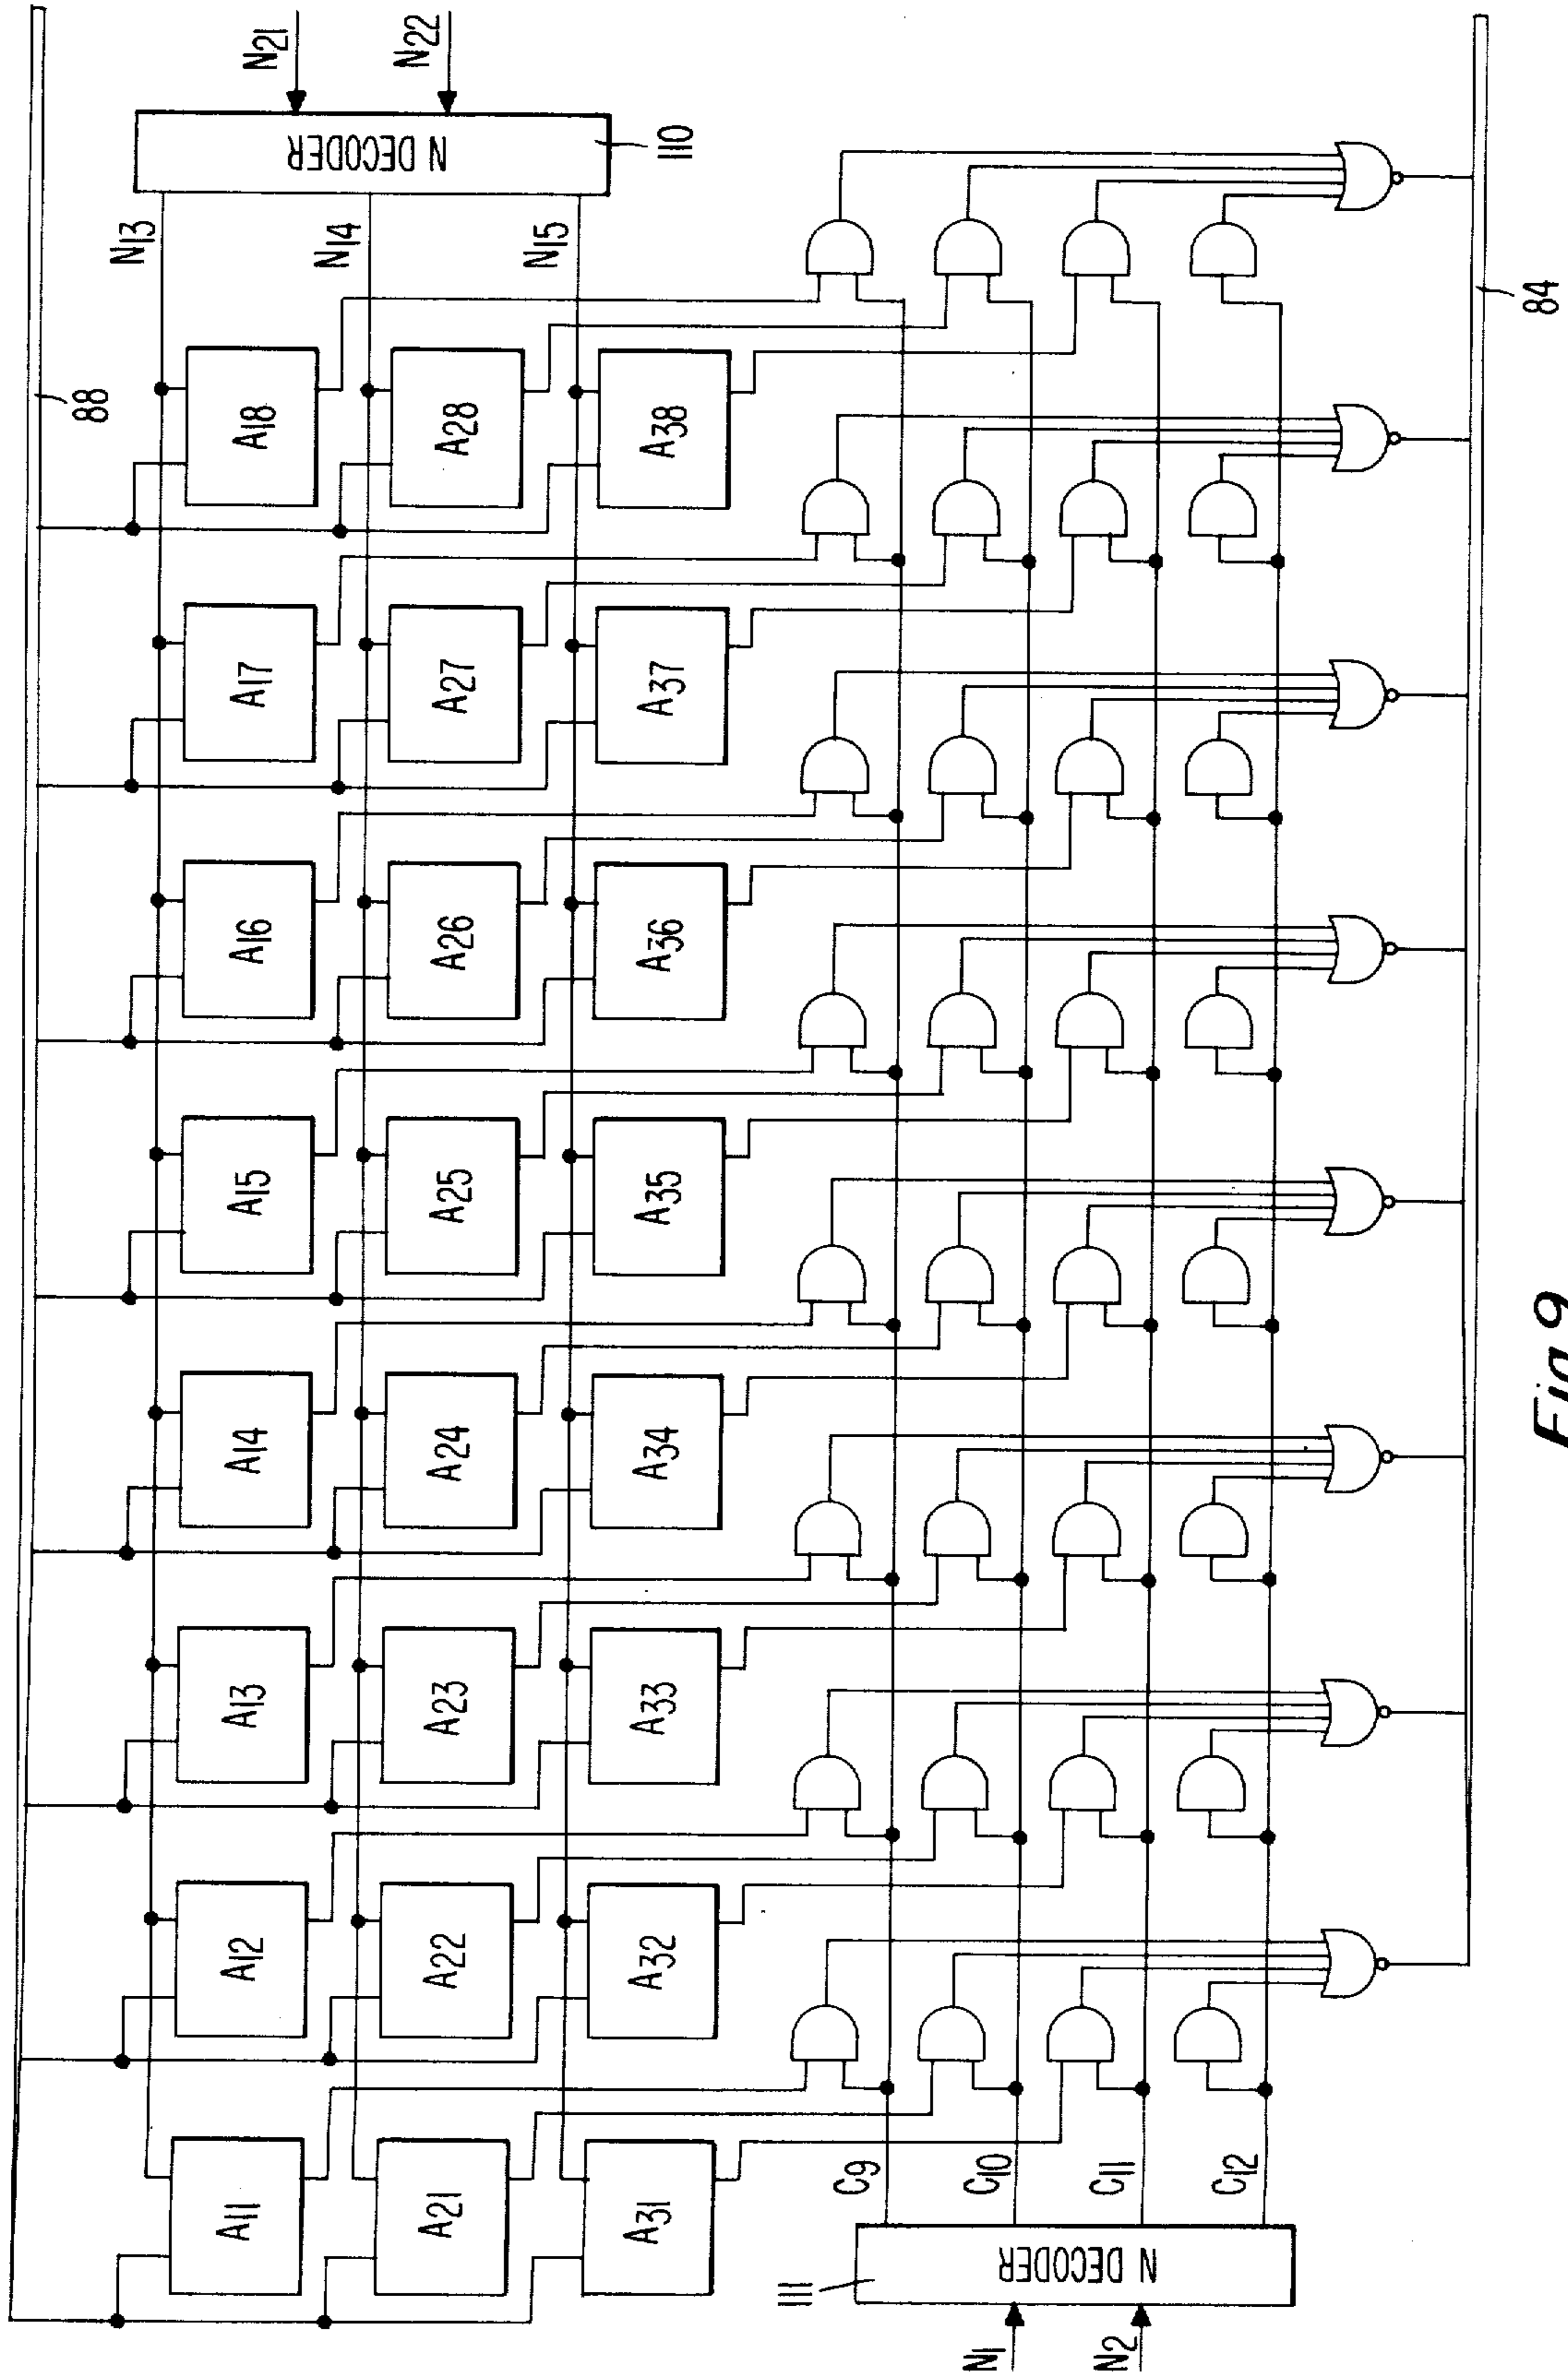 88
N13
N14
N15
N DECODER
N21
N22
110
A11
A12
A13
A14
A15
A16
A17
A18
A21
A22
A23
A24
A25
A26
A27
A28
A31
A32
A33
A34
A35
A36
A37
A38
N1
N2
111
N DECODER
C9
C10
C11
C12
84
Fig 9